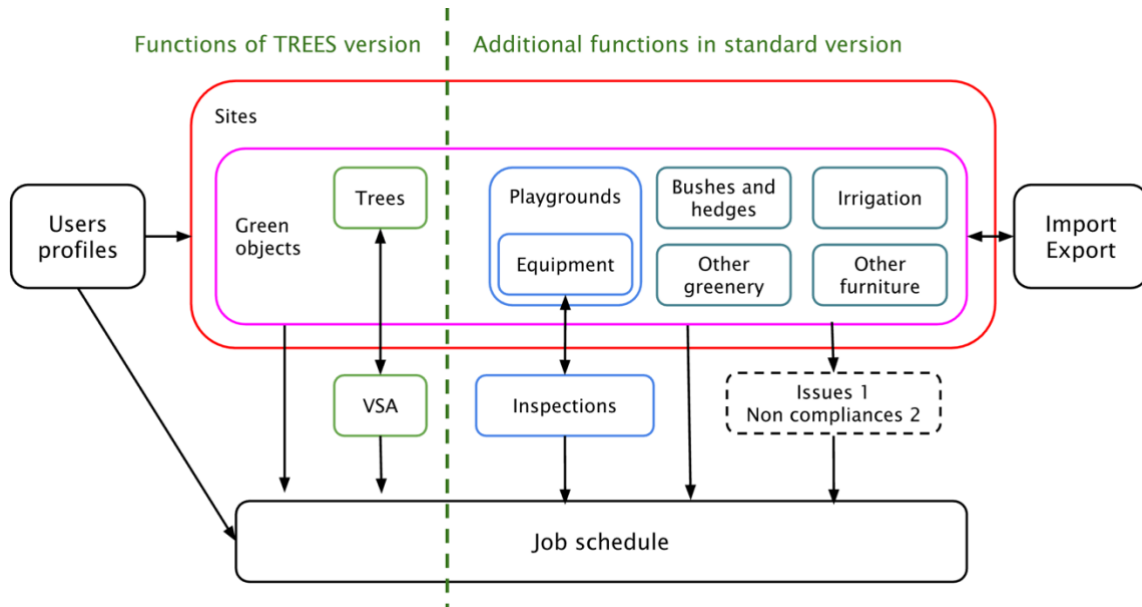 Functions of TREES version
Additional functions in standard version
Sites
Users
profiles
Green
objects
Trees
Playgrounds
Equipment
Bushes and
hedges
Irrigation
Other
greenery
Other
furniture
Import
Export
VSA
Inspections
Issues 1
Non compliances 2
Job schedule